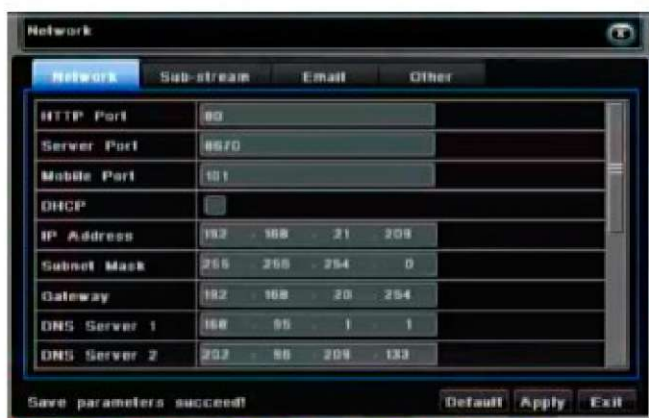 Network
Network Sub-stream Email Other
HTTP Port 80
Server Port 8670
Mobile Port 101
DHCP
IP Address 192 . 168 . 21 . 209
Subnet Mask 255 . 255 . 254 . 0
Gateway 192 . 168 . 20 . 254
DNS Server 1 168 . 95 . 1 . 1
DNS Server 2 202 . 96 . 209 . 133
Save parameters succeed!
Default Apply Exit